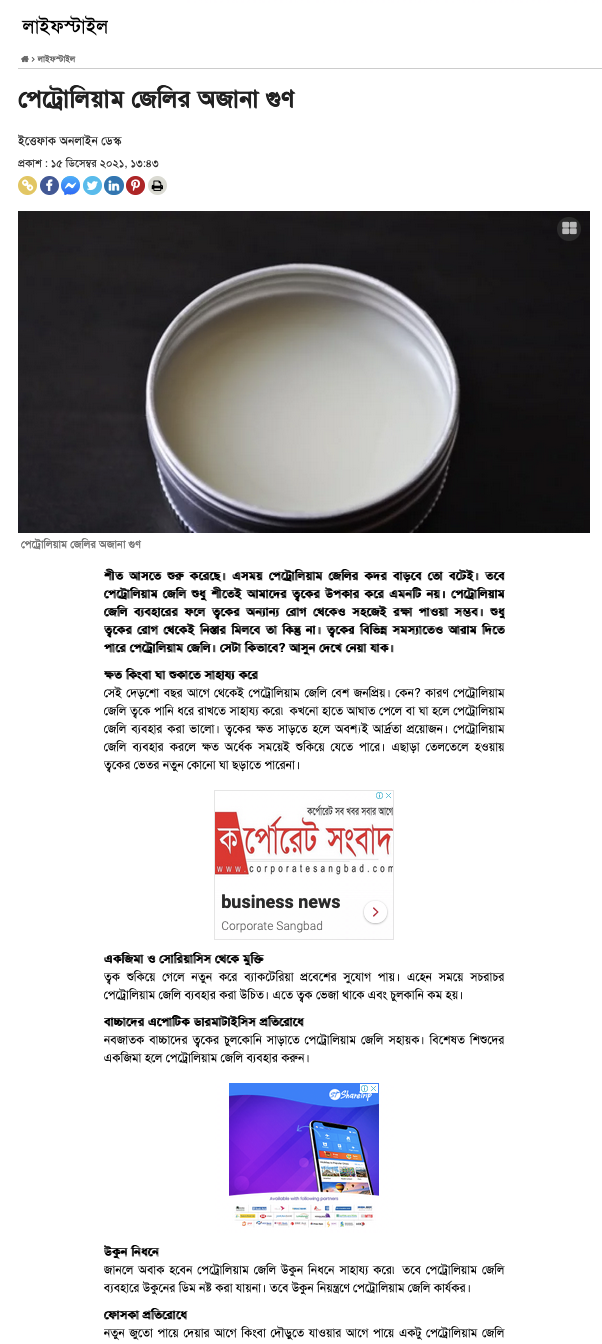 লাইফস্টাইল
লাইফস্টাইল
পেট্রোলিয়াম জেলির অজানা গুণ
ইত্তেফাক অনলাইন ডেস্ক
প্রকাশ : ১৫ ডিসেম্বর ২০২১, ১৩:৪৩
পেট্রোলিয়াম জেলির অজানা গুণ
শীত আসতে শুরু করেছে। এসময় পেট্রোলিয়াম জেলির কদর বাড়বে তো বটেই। তবে
পেট্রোলিয়াম জেলি শুধু শীতেই আমাদের ত্বকের উপকার করে এমনটি নয়। পেট্রোলিয়াম
জেলি ব্যবহারের ফলে ত্বকের অন্যান্য রোগ থেকেও সহজেই রক্ষা পাওয়া সম্ভব। শুধু
ত্বকের রোগ থেকেই নিস্তার মিলবে তা কিন্তু না। ত্বকের বিভিন্ন সমস্যাতেও আরাম দিতে
পারে পেট্রোলিয়াম জেলি। সেটা কিভাবে? আসুন দেখে নেয়া যাক।
ক্ষত কিংবা ঘা শুকাতে সাহায্য করে
সেই দেড়শো বছর আগে থেকেই পেট্রোলিয়াম জেলি বেশ জনপ্রিয়। কেন? কারণ পেট্রোলিয়াম
জেলি ত্বকে পানি ধরে রাখতে সাহায্য করে৷ কখনো হাতে আঘাত পেলে বা ঘা হলে পেট্রোলিয়াম
জেলি ব্যবহার করা ভালো। ত্বকের ক্ষত সাড়তে হলে অবশ্যই আর্দ্রতা প্রয়োজন। পেট্রোলিয়াম
জেলি ব্যবহার করলে ক্ষত অর্ধেক সময়েই শুকিয়ে যেতে পারে। এছাড়া তেলতেলে হওয়ায়
ত্বকের ভেতর নতুন কোনো ঘা ছড়াতে পারেনা।
কর্পোরেট সব খবর সবার আগে
কর্পোরেট সংবাদ
www.corporatesangbad.com
business news
Corporate Sangbad
একজিমা ও সোরিয়াসিস থেকে মুক্তি
ত্বক শুকিয়ে গেলে নতুন করে ব্যাকটেরিয়া প্রবেশের সুযোগ পায়। এহেন সময়ে সচরাচর
পেট্রোলিয়াম জেলি ব্যবহার করা উচিত। এতে ত্বক ভেজা থাকে এবং চুলকানি কম হয়।
বাচ্চাদের এপোটিক ডারমাটাইসিস প্রতিরোধে
নবজাতক বাচ্চাদের ত্বকের চুলকোনি সাড়াতে পেট্রোলিয়াম জেলি সহায়ক। বিশেষত শিশুদের
একজিমা হলে পেট্রোলিয়াম জেলি ব্যবহার করুন।
ST ShareTrip
Available with following partners
উকুন নিধনে
জানলে অবাক হবেন পেট্রোলিয়াম জেলি উকুন নিধনে সাহায্য করে৷ তবে পেট্রোলিয়াম জেলি
ব্যবহারে উকুনের ডিম নষ্ট করা যায়না। তবে উকুন নিয়ন্ত্রণে পেট্রোলিয়াম জেলি কার্যকর।
ফোসকা প্রতিরোধে
নতুন জুতো পায়ে দেয়ার আগে কিংবা দৌড়ুতে যাওয়ার আগে পায়ে একটু পেট্রোলিয়াম জেলি